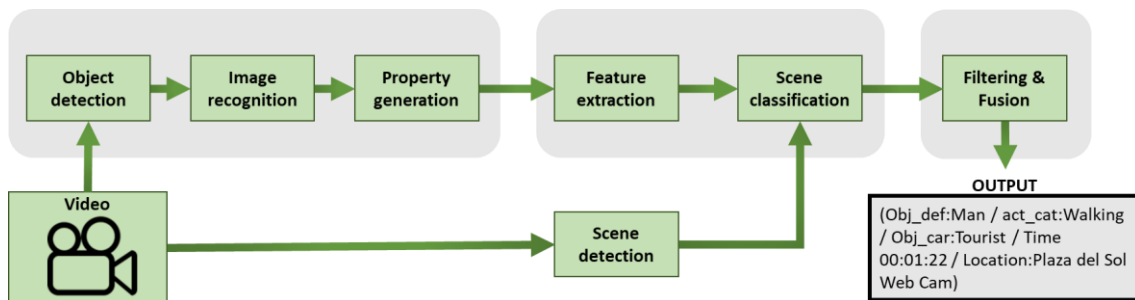 Object
detection
Image
recognition
Property
generation
Feature
extraction
Scene
classification
Filtering &
Fusion
Video
Scene
detection
OUTPUT
(Obj_def:Man / act_cat:Walking
/ Obj_car:Tourist / Time
00:01:22 / Location:Plaza del Sol
Web Cam)